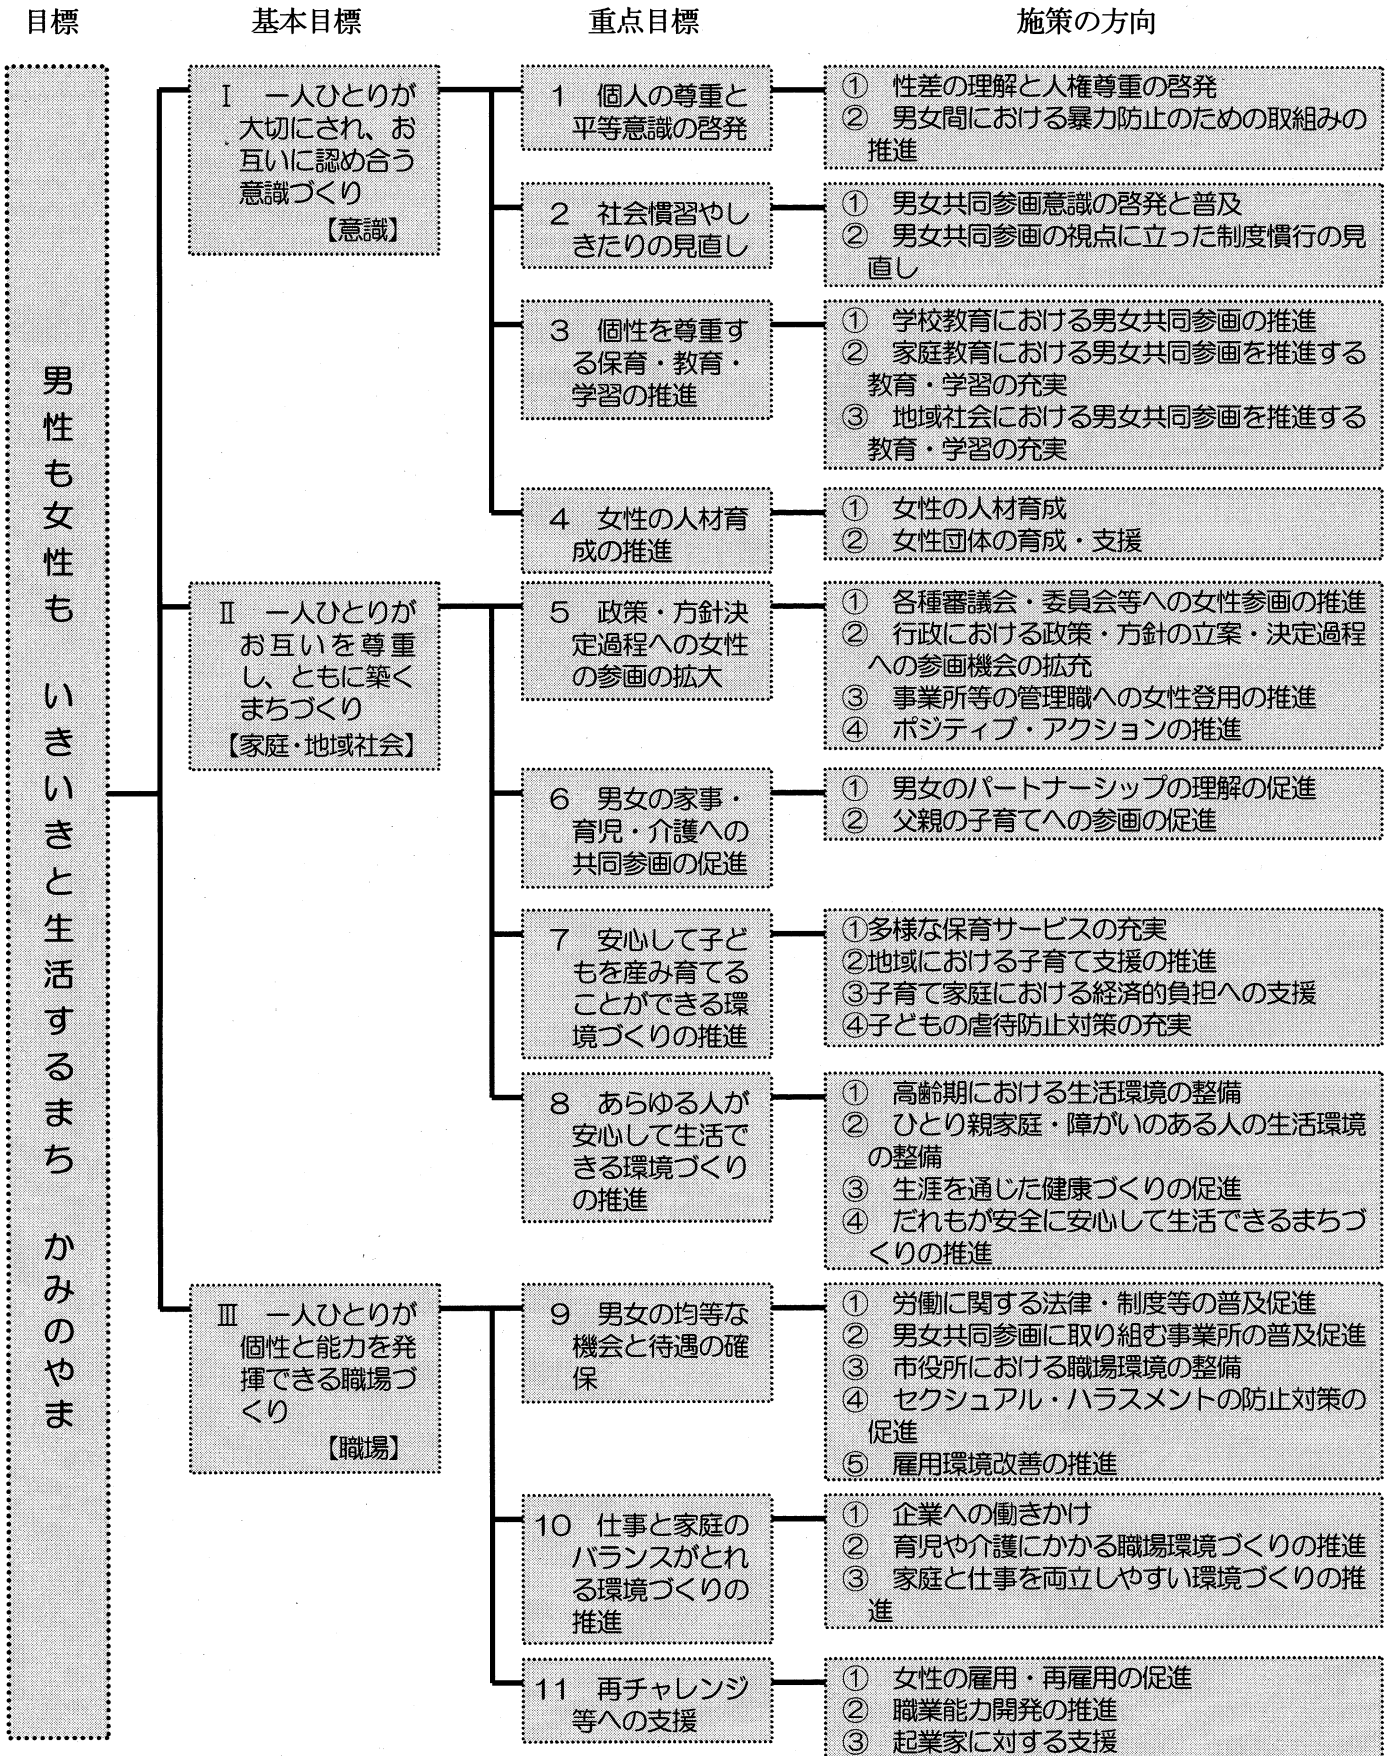 目標　基本目標　重点目標　施策の方向
男性も女性も　いきいきと生活するまち　かみのやま
Ⅰ　一人ひとりが
大切にされ、お
互いに認め合う
意識づくり
【意識】
1　個人の尊重と
平等意識の啓発
①　性差の理解と人権尊重の啓発
②　男女間における暴力防止のための取組みの
推進
2　社会慣習やし
きたりの見直し
①　男女共同参画意識の啓発と普及
②　男女共同参画の視点に立った制度慣行の見
直し
3　個性を尊重す
る保育・教育・
学習の推進
①　学校教育における男女共同参画の推進
②　家庭教育における男女共同参画を推進する
教育・学習の充実
③　地域社会における男女共同参画を推進する
教育・学習の充実
4　女性の人材育
成の推進
①　女性の人材育成
②　女性団体の育成・支援
Ⅱ　一人ひとりが
お互いを尊重
し、ともに築く
まちづくり
【家庭・地域社会】
5　政策・方針決
定過程への女性
の参画の拡大
①　各種審議会・委員会等への女性参画の推進
②　行政における政策・方針の立案・決定過程
への参画機会の拡充
③　事業所等の管理職への女性登用の推進
④　ポジティブ・アクションの推進
6　男女の家事・
育児・介護への
共同参画の促進
①　男女のパートナーシップの理解の促進
②　父親の子育てへの参画の促進
7　安心して子ど
もを産み育てる
ことができる環
境づくりの推進
①多様な保育サービスの充実
②地域における子育て支援の推進
③子育て家庭における経済的負担への支援
④子どもの虐待防止対策の充実
8　あらゆる人が
安心して生活で
きる環境づくり
の推進
①　高齢期における生活環境の整備
②　ひとり親家庭・障がいのある人の生活環境
の整備
③　生涯を通じた健康づくりの促進
④　だれもが安全に安心して生活できるまちづ
くりの推進
Ⅲ　一人ひとりが
個性と能力を発
揮できる職場づ
くり
【職場】
9　男女の均等な
機会と待遇の確
保
①　労働に関する法律・制度等の普及促進
②　男女共同参画に取り組む事業所の普及促進
③　市役所における職場環境の整備
④　セクシュアル・ハラスメントの防止対策の
促進
⑤　雇用環境改善の推進
10　仕事と家庭の
バランスがとれ
る環境づくりの
推進
①　企業への働きかけ
②　育児や介護にかかる職場環境づくりの推進
③　家庭と仕事を両立しやすい環境づくりの推
進
11　再チャレンジ
等への支援
①　女性の雇用・再雇用の促進
②　職業能力開発の推進
③　起業家に対する支援